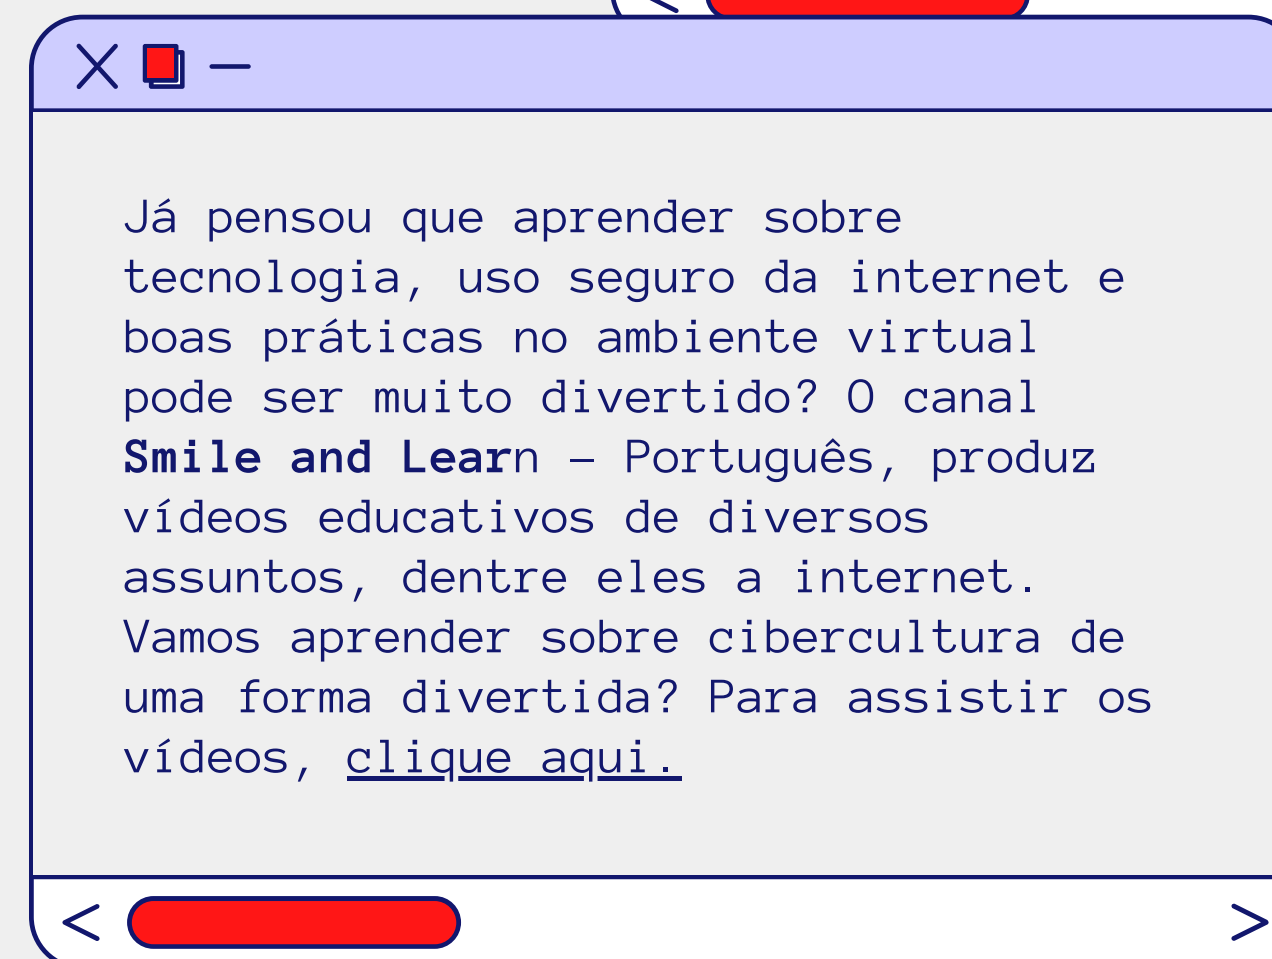 Já pensou que aprender sobre
tecnologia, uso seguro da internet e
boas práticas no ambiente virtual
pode ser muito divertido? O canal
Smile and Learn – Português, produz
vídeos educativos de diversos
assuntos, dentre eles a internet.
Vamos aprender sobre cibercultura de
uma forma divertida? Para assistir os
vídeos, clique aqui.